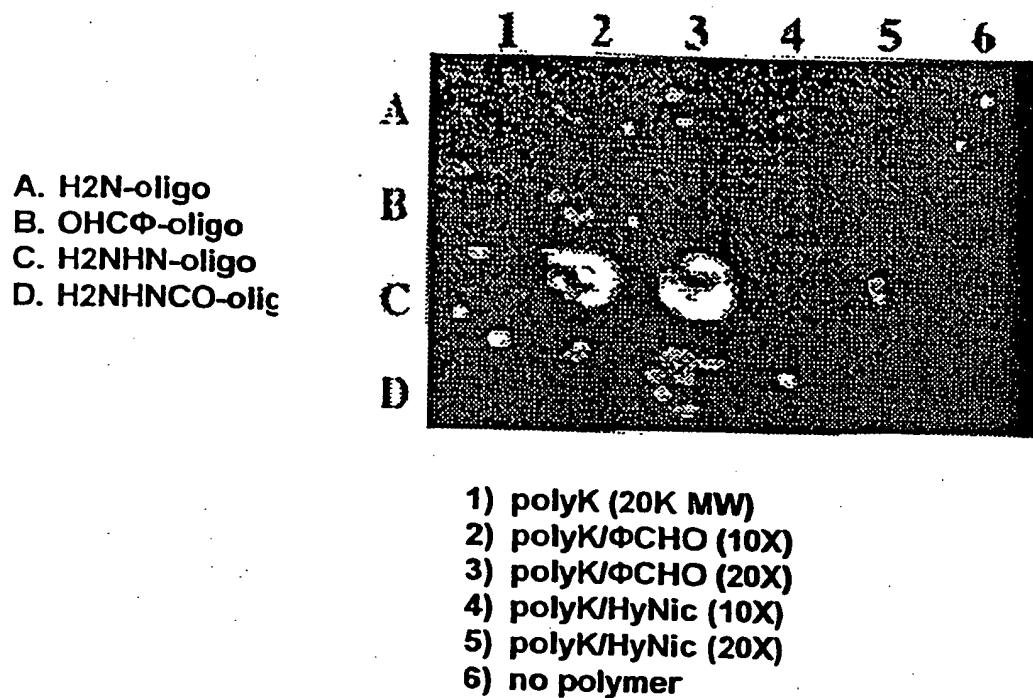 1 2 3 4 5 6
A
B
C
D
A. H2N-oligo
B. OHCΦ-oligo
C. H2NHN-oligo
D. H2NHNCO-olig
1) polyK (20K MW)
2) polyK/ΦCHO (10X)
3) polyK/ΦCHO (20X)
4) polyK/HyNic (10X)
5) polyK/HyNic (20X)
6) no polymer